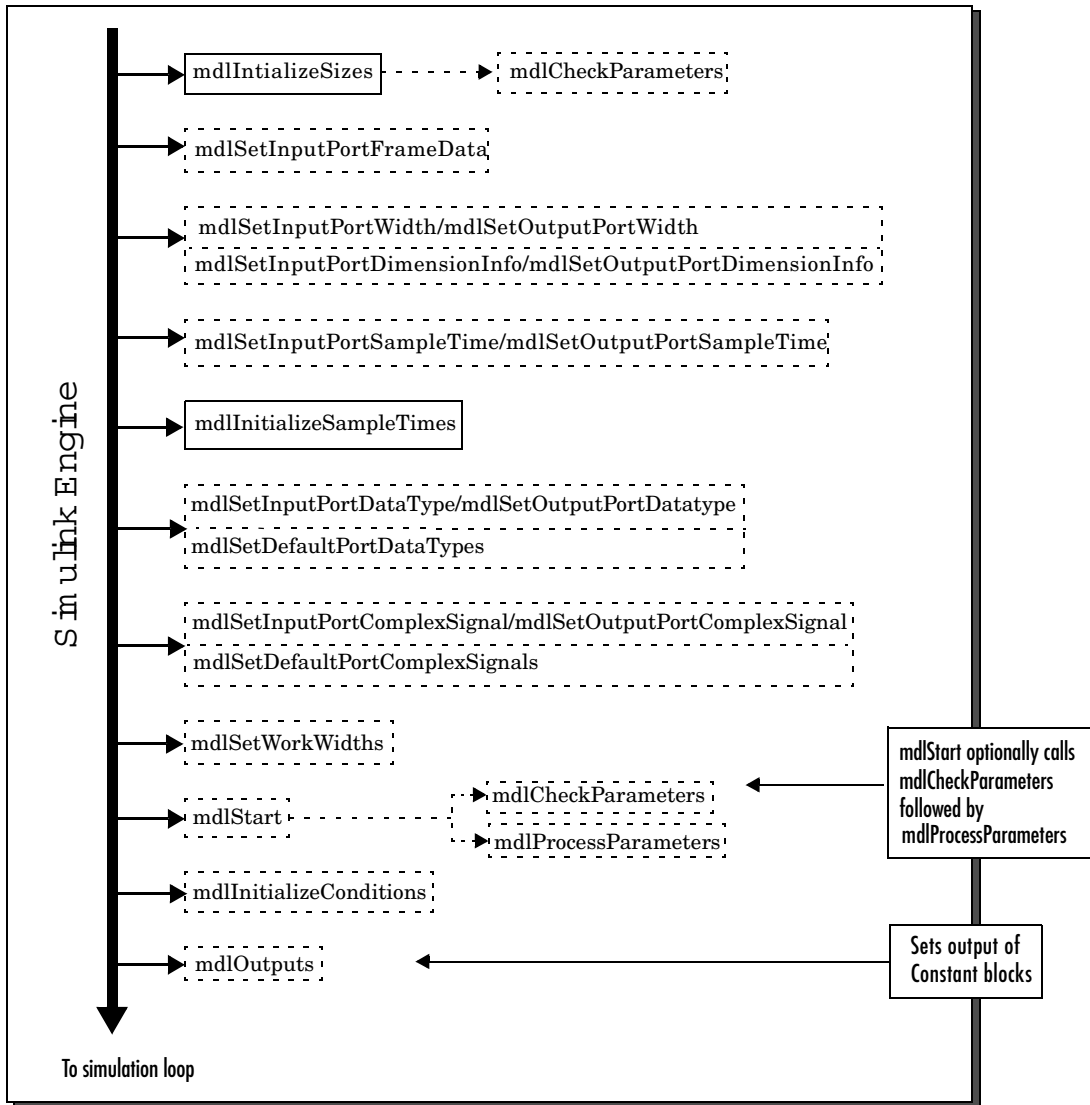 mdlIntializeSizes
mdlCheckParameters
mdlSetInputPortFrameData
mdlSetInputPortWidth/mdlSetOutputPortWidth
mdlSetInputPortDimensionInfo/mdlSetOutputPortDimensionInfo
mdlSetInputPortSampleTime/mdlSetOutputPortSampleTime
Simulink Engine
mdlInitializeSampleTimes
mdlSetInputPortDataType/mdlSetOutputPortDatatype
mdlSetDefaultPortDataTypes
mdlSetInputPortComplexSignal/mdlSetOutputPortComplexSignal
mdlSetDefaultPortComplexSignals
mdlSetWorkWidths
mdlStart
mdlCheckParameters
mdlProcessParameters
mdlStart optionally calls
mdlCheckParameters
followed by
mdlProcessParameters
mdlInitializeConditions
mdlOutputs
Sets output of
Constant blocks
To simulation loop